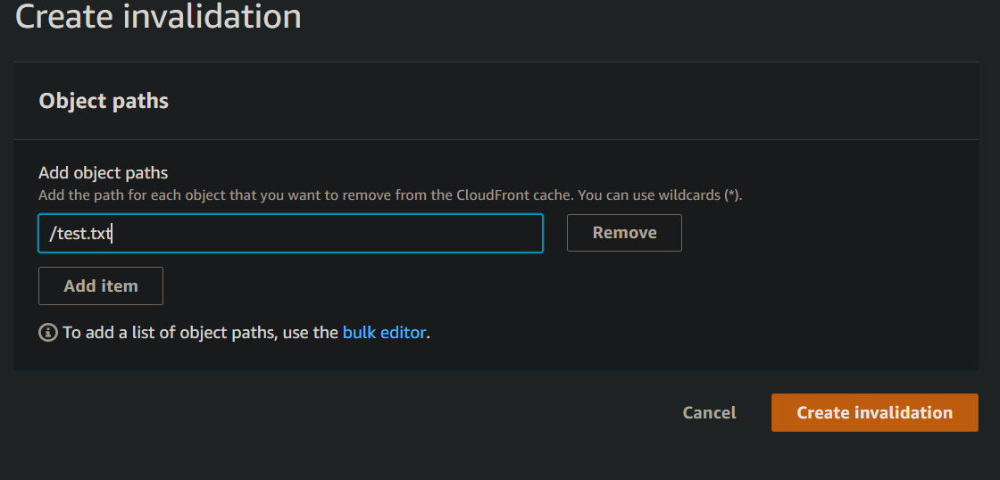 Create invalidation
Object paths
Add object paths
Add the path for each object that you want to remove from the CloudFront cache. You can use wildcards (*).
/test.txt
Remove
Add item
To add a list of object paths, use the bulk editor.
Cancel
Create invalidation